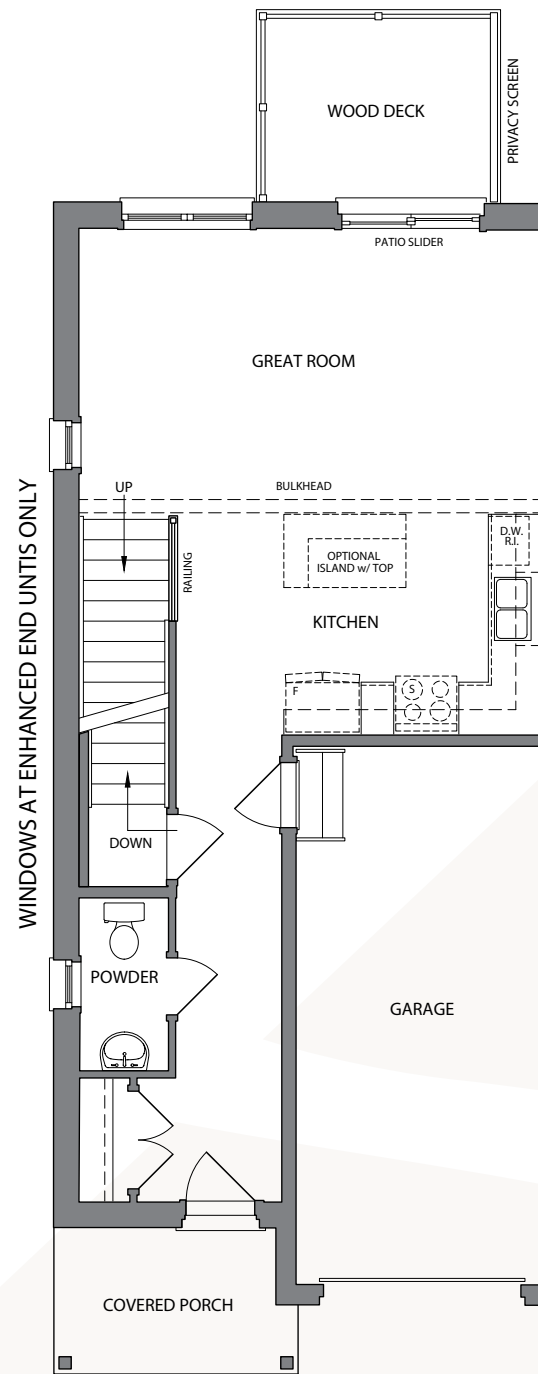 WOOD DECK
PRIVACY SCREEN
PATIO SLIDER
GREAT ROOM
WINDOWS AT ENHANCED END UNTIS ONLY
UP
BULKHEAD
RAILING
OPTIONAL
ISLAND w/ TOP
D.W.
R.I.
KITCHEN
F
S
DOWN
POWDER
GARAGE
COVERED PORCH